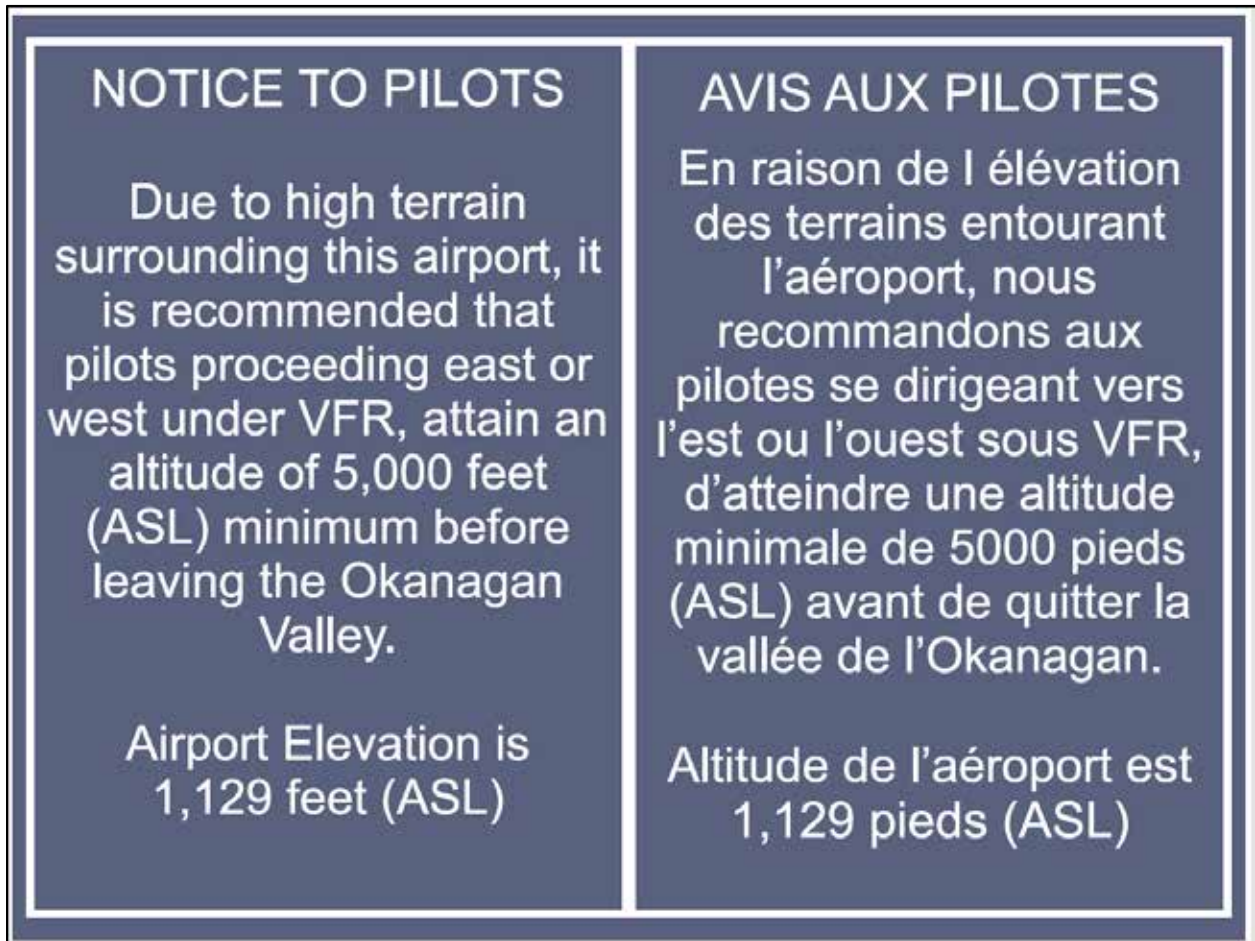 NOTICE TO PILOTS
Due to high terrain
surrounding this airport, it
is recommended that
pilots proceeding east or
west under VFR, attain an
altitude of 5,000 feet
(ASL) minimum before
leaving the Okanagan
Valley.
Airport Elevation is
1,129 feet (ASL)
AVIS AUX PILOTES
En raison de l élévation
des terrains entourant
l’aéroport, nous
recommandons aux
pilotes se dirigeant vers
l’est ou l’ouest sous VFR,
d’atteindre une altitude
minimale de 5000 pieds
(ASL) avant de quitter la
vallée de l’Okanagan.
Altitude de l’aéroport est
1,129 pieds (ASL)